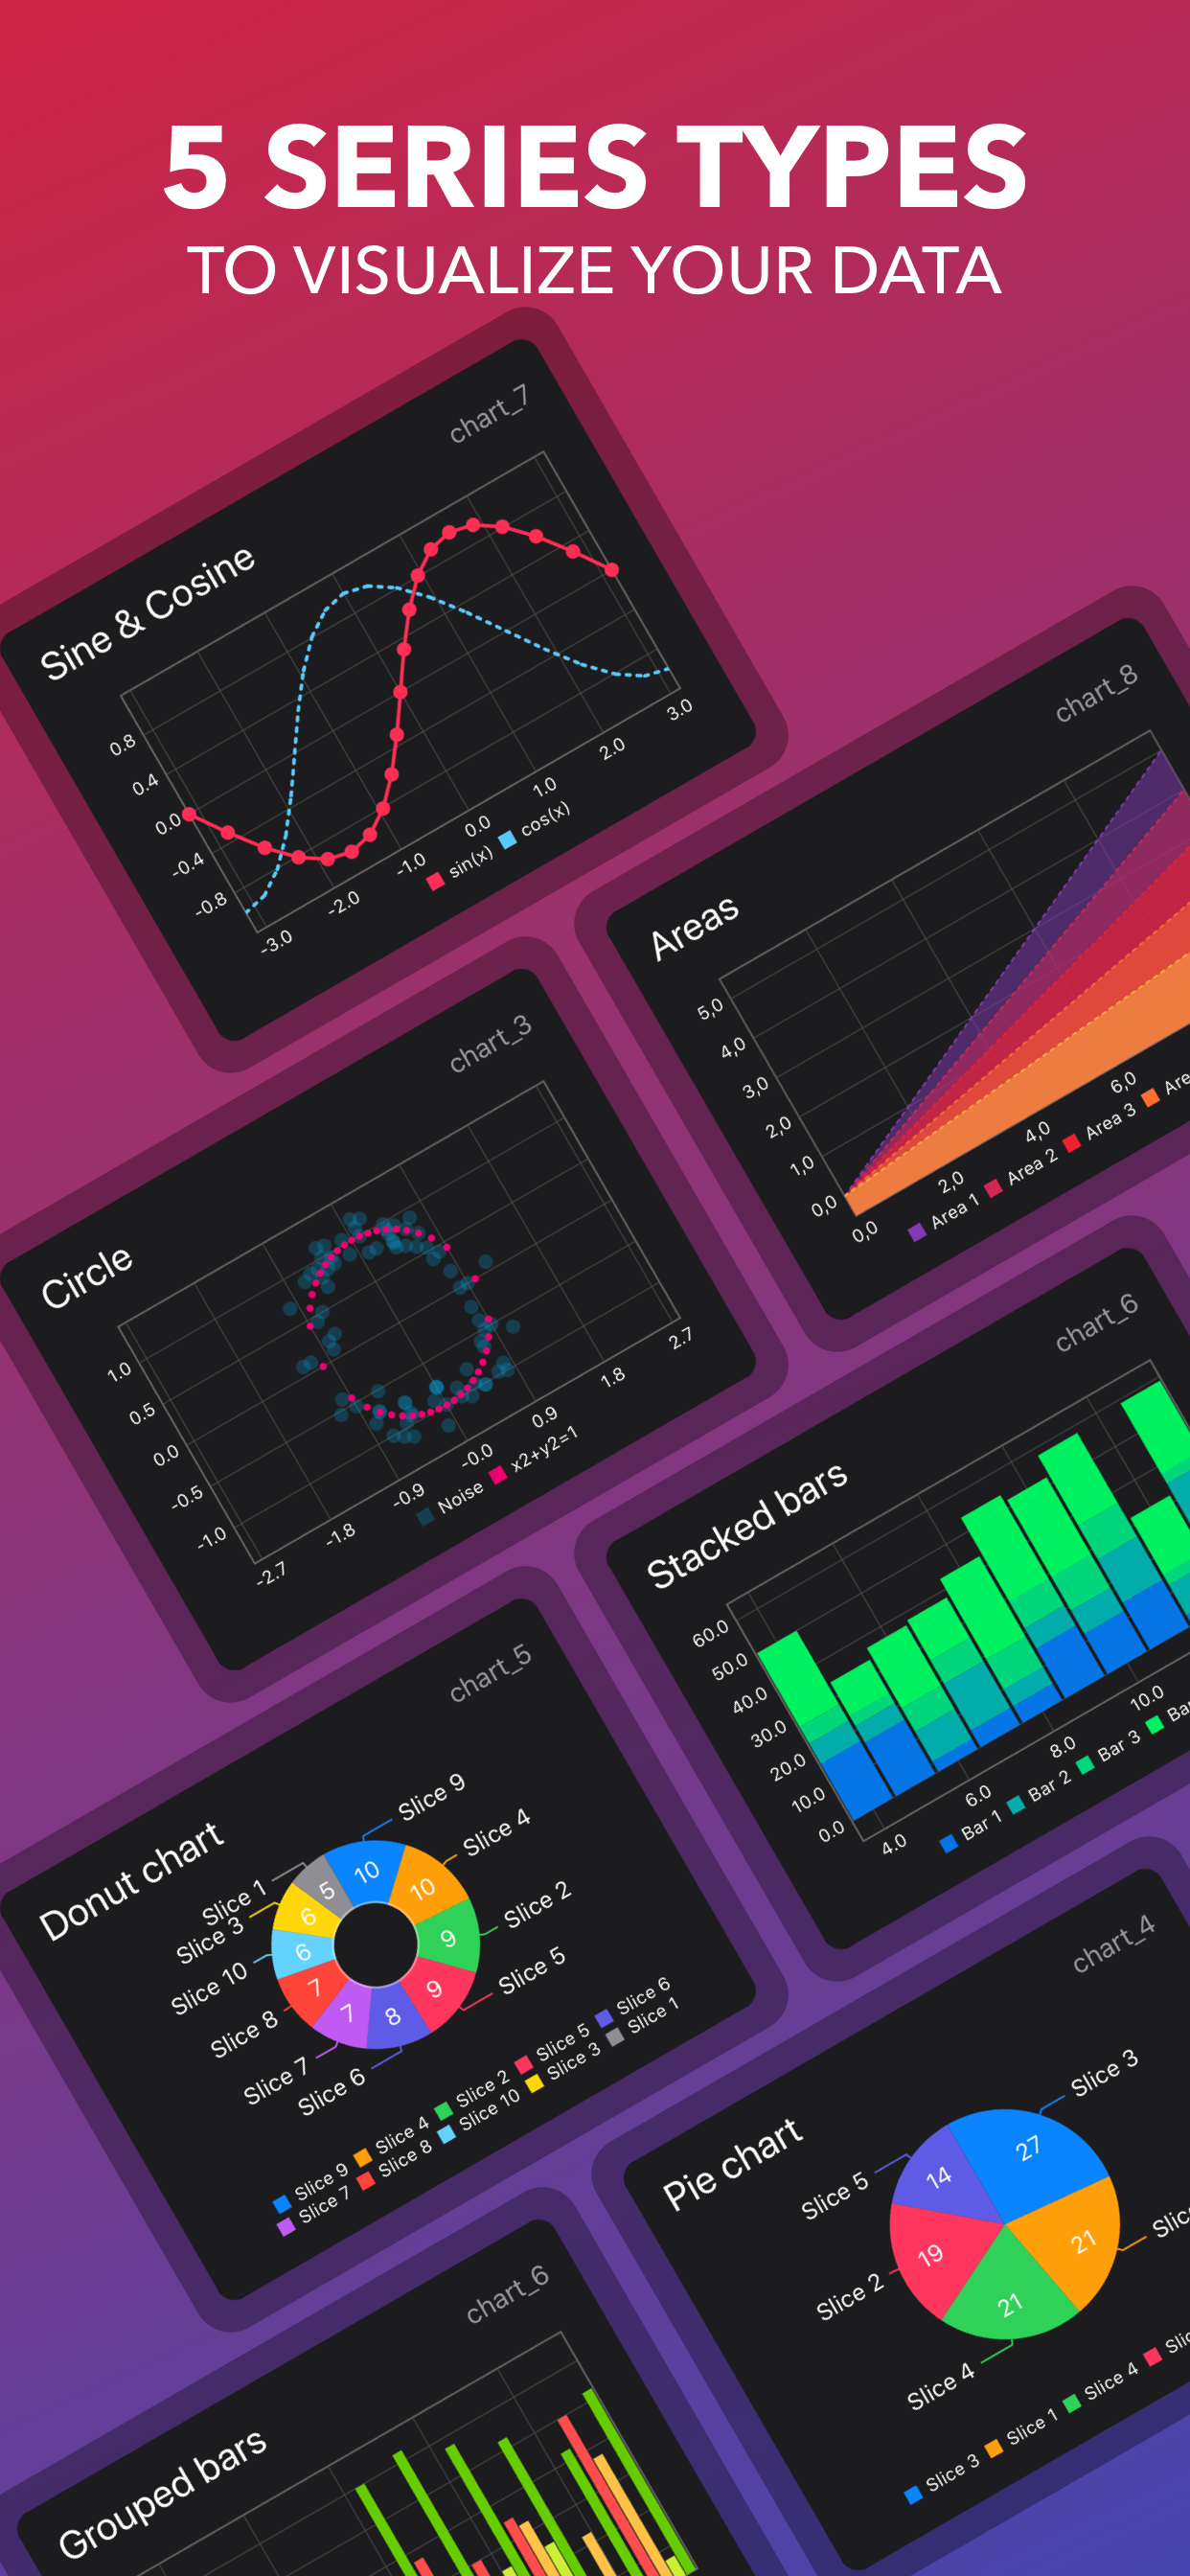 5 SERIES TYPES
TO VISUALIZE YOUR DATA
chart_7
Sine & Cosine
0.8
0.4
0.0
-0.4
-0.8
-3.0
-2.0
-1.0
0.0
1.0
2.0
3.0
sin(x) cos(x)
chart_8
Areas
5,0
4,0
3,0
2,0
1,0
0,0
0,0
2,0
4,0
6,0
Area 1 Area 2 Area 3
chart_3
Circle
1.0
0.5
0.0
-0.5
-1.0
-2.7
-1.8
-0.9
-0.0
0.9
1.8
2.7
Noise x2+y2=1
chart_6
Stacked bars
60.0
50.0
40.0
30.0
20.0
10.0
0.0
4.0
6.0
8.0
10.0
Bar 1 Bar 2 Bar 3
chart_5
Donut chart
Slice 9
Slice 4
Slice 2
Slice 5
Slice 6
Slice 7
Slice 8
Slice 10
Slice 3
Slice 1
10
10
9
9
8
7
7
6
6
5
Slice 9 Slice 4 Slice 2 Slice 5 Slice 6
Slice 7 Slice 8 Slice 10 Slice 3 Slice 1
chart_4
Pie chart
Slice 3
Slice 5
Slice 2
Slice 4
27
21
21
19
14
Slice 3 Slice 1 Slice 4
chart_6
Grouped bars